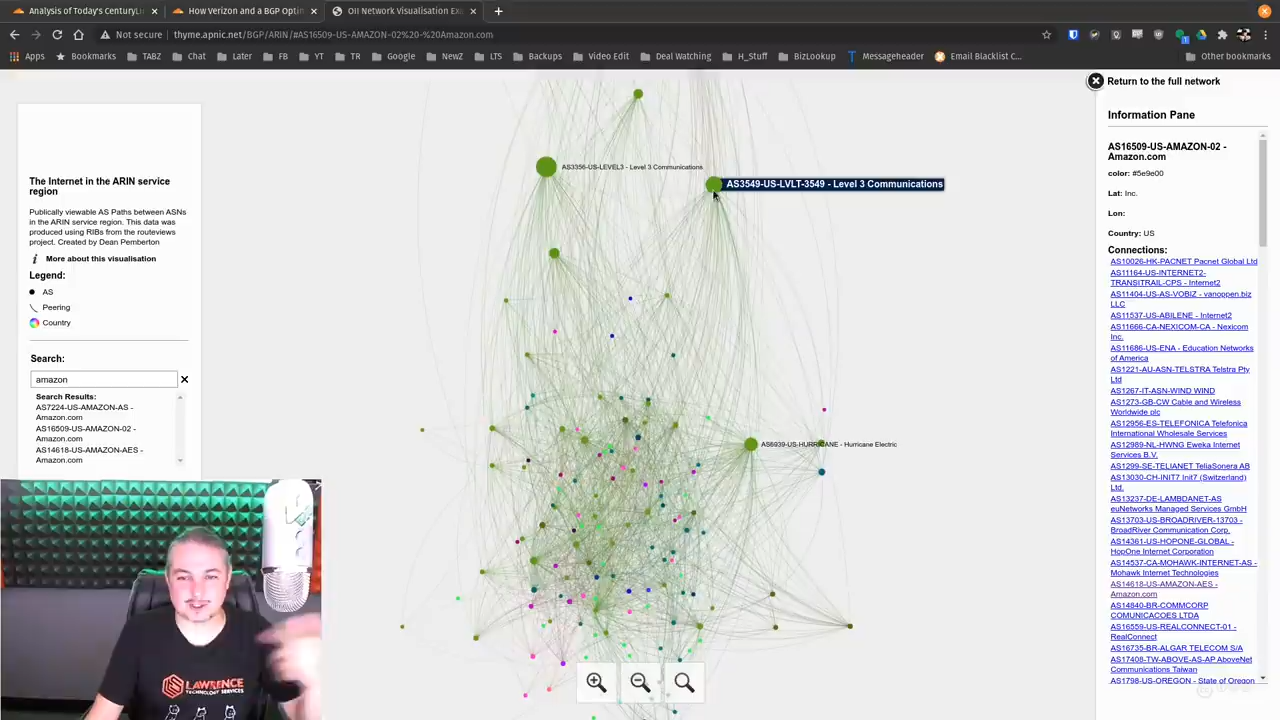 Analysis of Today's CenturyLi
How Verizon and a BGP Optin
OII Network Visualisation Ex
Not secure
thyme.apnic.net/BGP/ARIN/#AS16509-US-AMAZON-02%20-%20Amazon.com
Apps
Bookmarks
TABZ
Chat
Later
FB
YT
TR
Google
NewZ
LTS
Backups
Video Edit
Deal Watching
H_Stuff
BizLookup
Messageheader
Email Blacklist C...
Other bookmarks
The Internet in the ARIN service
region
Publically viewable AS Paths between ASNs
in the ARIN service region. This data was
produced using RIBs from the routeviews
project. Created by Dean Pemberton
More about this visualisation
Legend:
AS
Peering
Country
Search:
amazon
Search Results:
AS7224-US-AMAZON-AS -
Amazon.com
AS16509-US-AMAZON-02 -
Amazon.com
AS14618-US-AMAZON-AES -
Amazon.com
AS3356-US-LEVEL3 - Level 3 Communications
AS3549-US-LVLT-3549 - Level 3 Communications
AS6939-US-HURRICANE - Hurricane Electric
LAWRENCE
TECHNOLOGY SERVICES
Return to the full network
Information Pane
AS16509-US-AMAZON-02 -
Amazon.com
color: #5e9e00
Lat: Inc.
Lon:
Country: US
Connections:
AS10026-HK-PACNET Pacnet Global Ltd
AS11164-US-INTERNET2-
TRANSITRAIL-CPS - Internet2
AS11404-US-AS-VOBIZ - vanoppen.biz
LLC
AS11537-US-ABILENE - Internet2
AS11666-CA-NEXICOM-CA - Nexicom
Inc.
AS11686-US-ENA - Education Networks
of America
AS1221-AU-ASN-TELSTRA Telstra Pty
Ltd
AS1267-IT-ASN-WIND WIND
AS1273-GB-CW Cable and Wireless
Worldwide plc
AS12956-ES-TELEFONICA Telefonica
International Wholesale Services
AS12989-NL-HWNG Eweka Internet
Services B.V.
AS1299-SE-TELIANET TeliaSonera AB
AS13030-CH-INIT7 Init7 (Switzerland)
Ltd.
AS13237-DE-LAMBDANET-AS
euNetworks Managed Services GmbH
AS13703-US-BROADRIVER-13703 -
BroadRiver Communication Corp.
AS14361-US-HOPONE-GLOBAL -
HopOne Internet Corporation
AS14537-CA-MOHAWK-INTERNET-AS -
Mohawk Internet Technologies
AS14618-US-AMAZON-AES -
Amazon.com
AS14840-BR-COMMCORP
COMUNICACOES LTDA
AS16559-US-REALCONNECT-01 -
RealConnect
AS16735-BR-ALGAR TELECOM S/A
AS17408-TW-ABOVE-AS-AP AboveNet
Communications Taiwan
AS1798-US-OREGON - State of Oregon